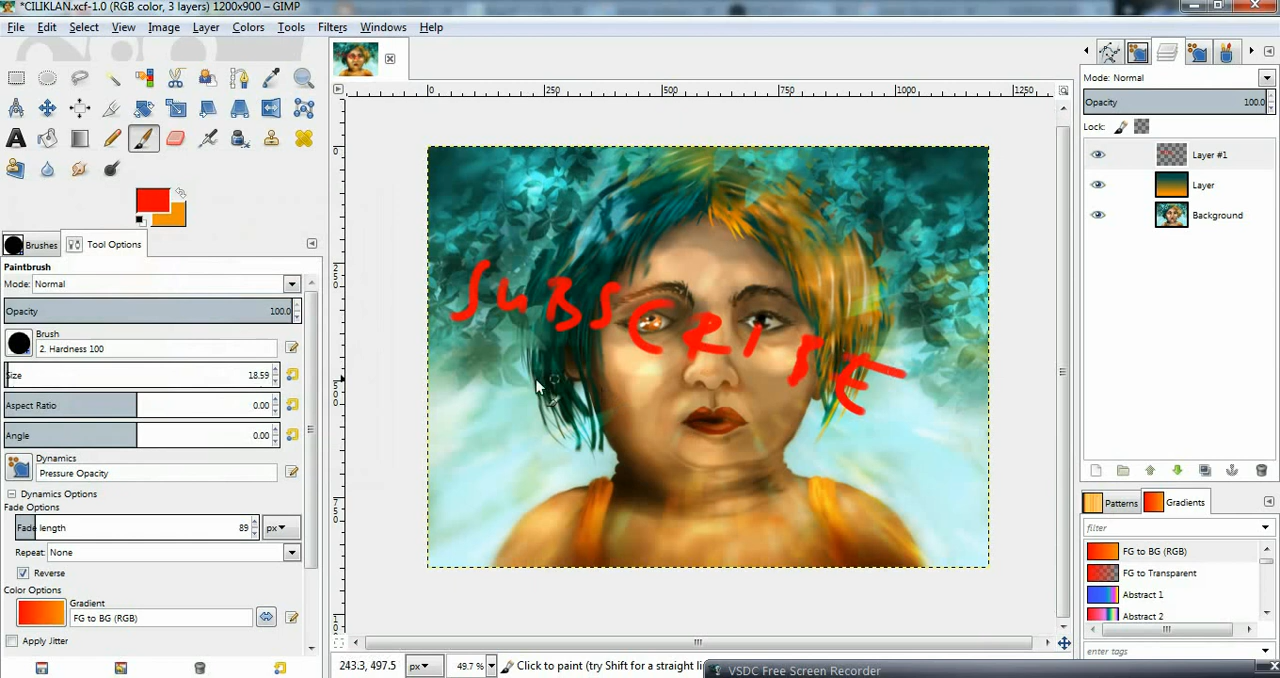 *CILIKLAN.xcf-1.0 (RGB color, 3 layers) 1200x900 – GIMP
File Edit Select View Image Layer Colors Tools Filters Windows Help
Mode: Normal
Opacity 100.0
Lock:
Layer #1
Layer
Background
0 250 500 750 1000 1250
SUBSCRIBE
Brushes Tool Options
Paintbrush
Mode: Normal
Opacity 100.0
Brush
2. Hardness 100
Size 18.59
Aspect Ratio 0.00
Angle 0.00
Dynamics
Pressure Opacity
Dynamics Options
Fade Options
Fade length 89 px
Repeat: None
Reverse
Color Options
Gradient
FG to BG (RGB)
Apply Jitter
Patterns Gradients
filter
FG to BG (RGB)
FG to Transparent
Abstract 1
Abstract 2
enter tags
243.3, 497.5 px 49.7 % Click to paint (try Shift for a straight li
VSDC Free Screen Recorder